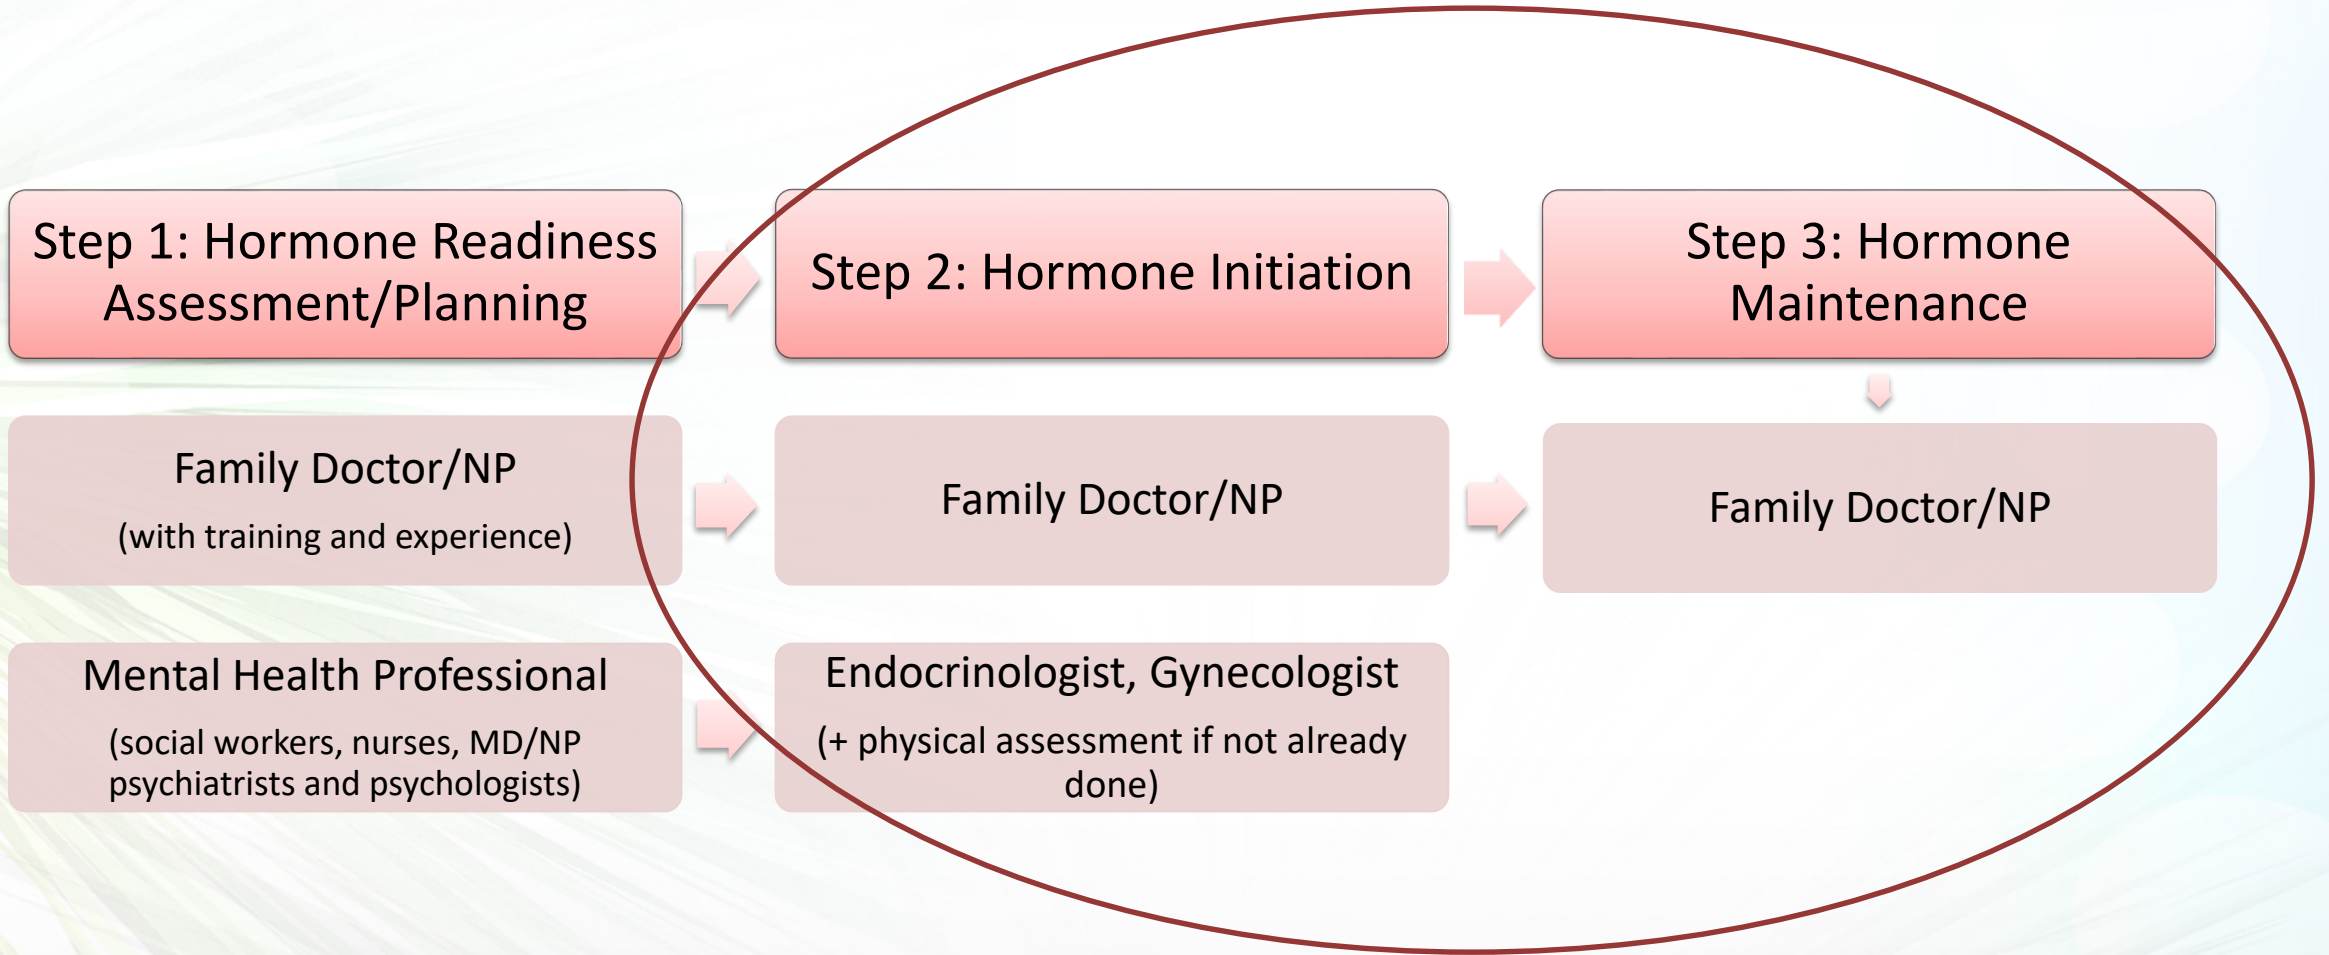 Step 1: Hormone Readiness
Assessment/Planning
Step 2: Hormone Initiation
Step 3: Hormone
Maintenance
Family Doctor/NP
(with training and experience)
Family Doctor/NP
Family Doctor/NP
Mental Health Professional
(social workers, nurses, MD/NP
psychiatrists and psychologists)
Endocrinologist, Gynecologist
(+ physical assessment if not already
done)